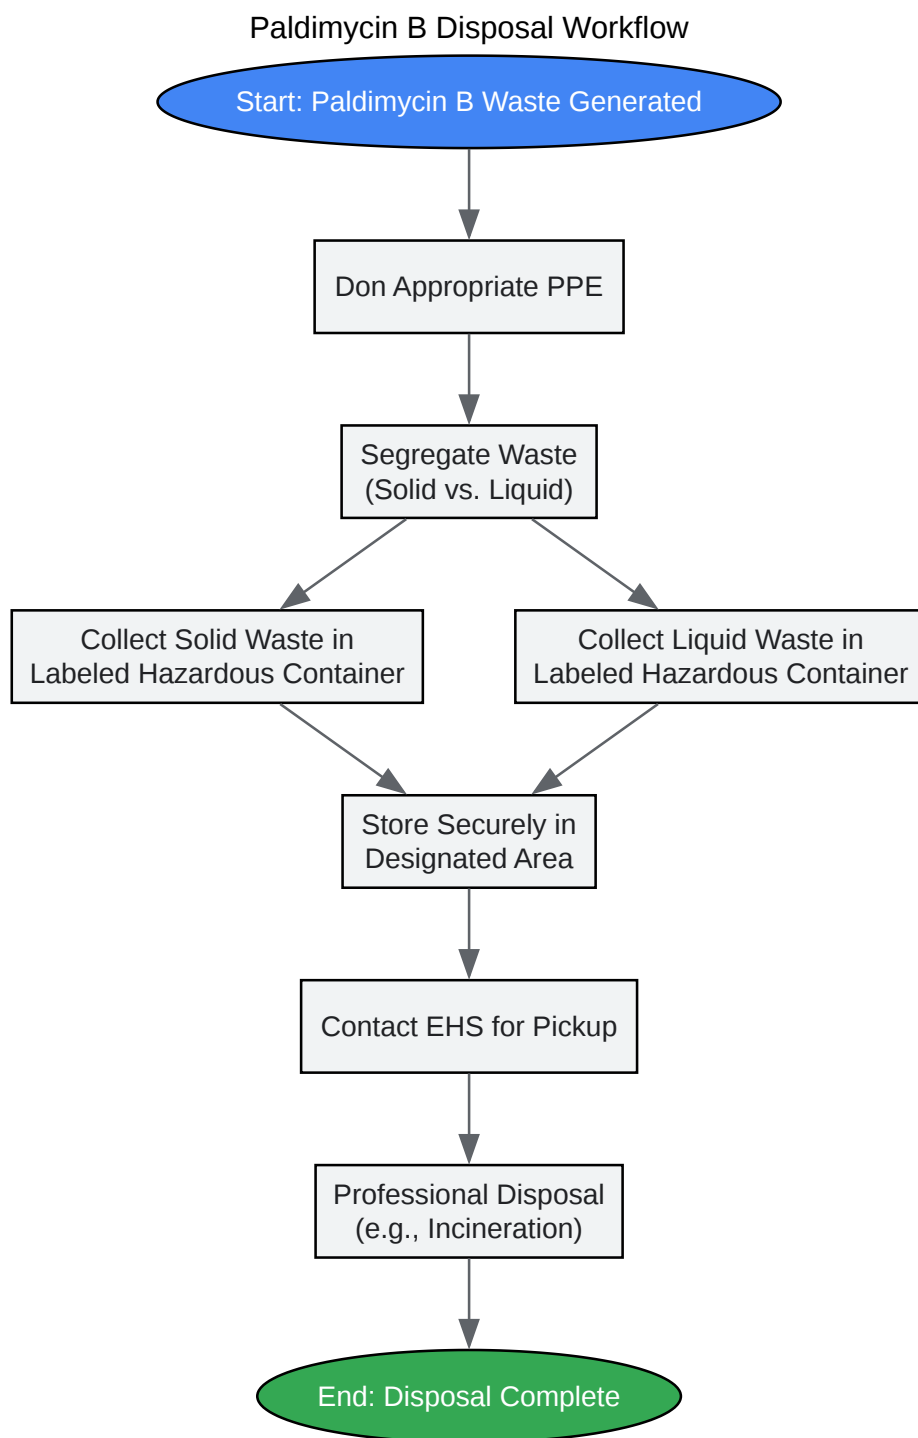 Paldimycin B Disposal Workflow
Start: Paldimycin B Waste Generated
Don Appropriate PPE
Segregate Waste
(Solid vs. Liquid)
Collect Solid Waste in
Labeled Hazardous Container
Collect Liquid Waste in
Labeled Hazardous Container
Store Securely in
Designated Area
Contact EHS for Pickup
Professional Disposal
(e.g., Incineration)
End: Disposal Complete